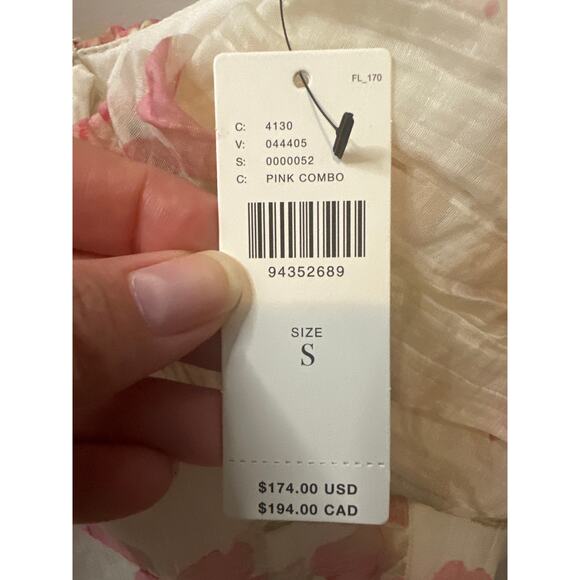 FL_170
C: 4130
V: 044405
S: 0000052
C: PINK COMBO
94352689
SIZE
S
$174.00 USD
$194.00 CAD